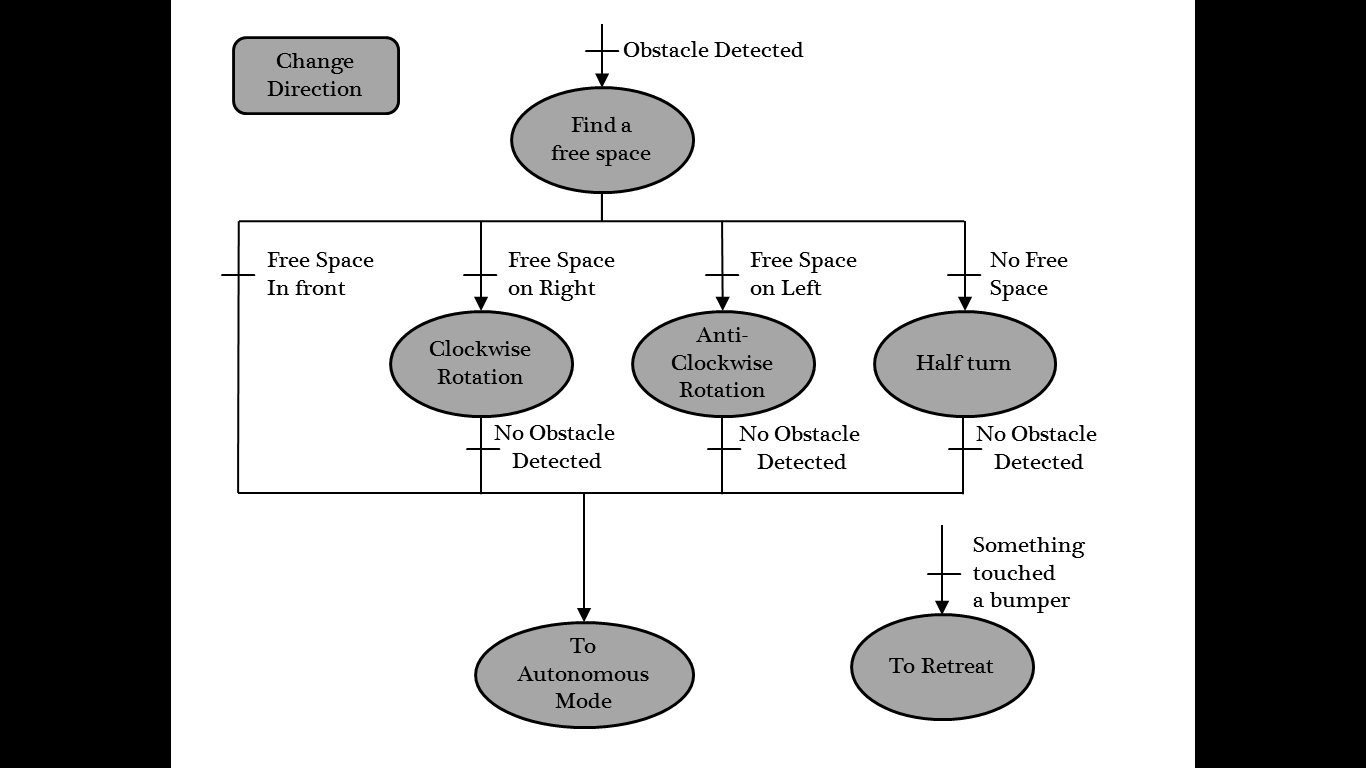 Change
Direction
Obstacle Detected
Find a
free space
Free Space
In front
Free Space
on Right
Free Space
on Left
No Free
Space
Clockwise
Rotation
Anti-
Clockwise
Rotation
Half turn
No Obstacle
Detected
No Obstacle
Detected
No Obstacle
Detected
Something
touched
a bumper
To
Autonomous
Mode
To Retreat